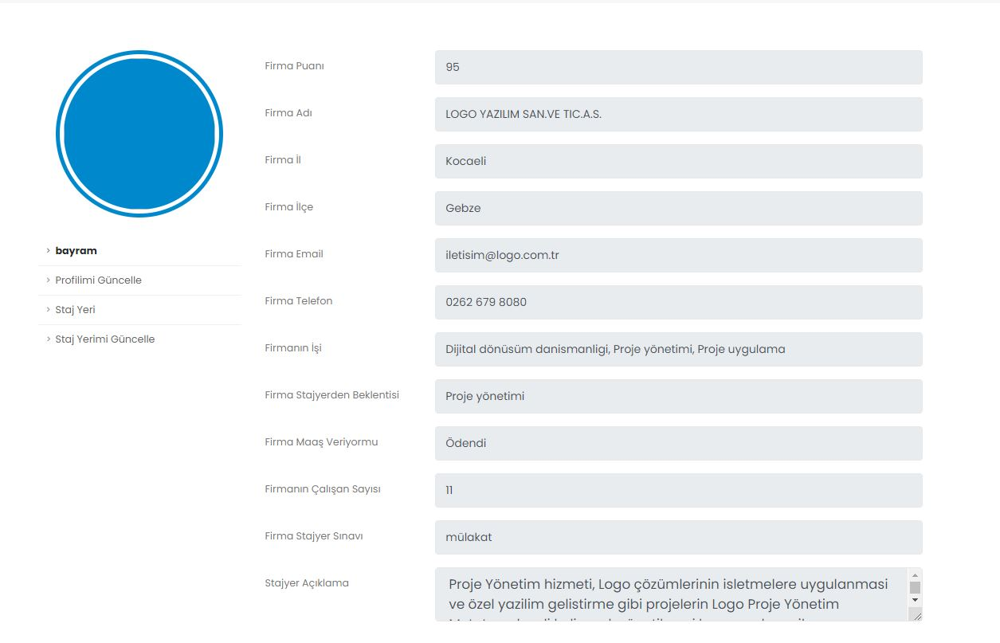 Firma Puanı 95
Firma Adı LOGO YAZILIM SAN.VE TIC.A.S.
Firma İl Kocaeli
Firma İlçe Gebze
Firma Email iletisim@logo.com.tr
Firma Telefon 0262 679 8080
Firmanın İşi Dijital dönüsüm danismanligi, Proje yönetimi, Proje uygulama
Firma Stajyerden Beklentisi Proje yönetimi
Firma Maaş Veriyormu Ödendi
Firmanın Çalışan Sayısı 11
Firma Stajyer Sınavı mülakat
Stajyer Açıklama Proje Yönetim hizmeti, Logo çözümlerinin isletmelere uygulanmasi
ve özel yazilim gelistirme gibi projelerin Logo Proje Yönetim
bayram
Profilimi Güncelle
Staj Yeri
Staj Yerimi Güncelle